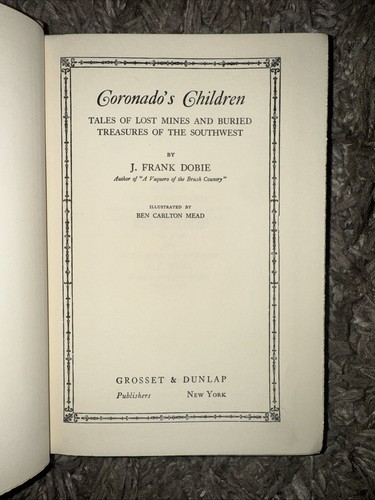 Coronado's Children
TALES OF LOST MINES AND BURIED
TREASURES OF THE SOUTHWEST
BY
J. FRANK DOBIE
Author of "A Vaquero of the Brush Country"
ILLUSTRATED BY
BEN CARLTON MEAD
GROSSET & DUNLAP
Publishers NEW YORK